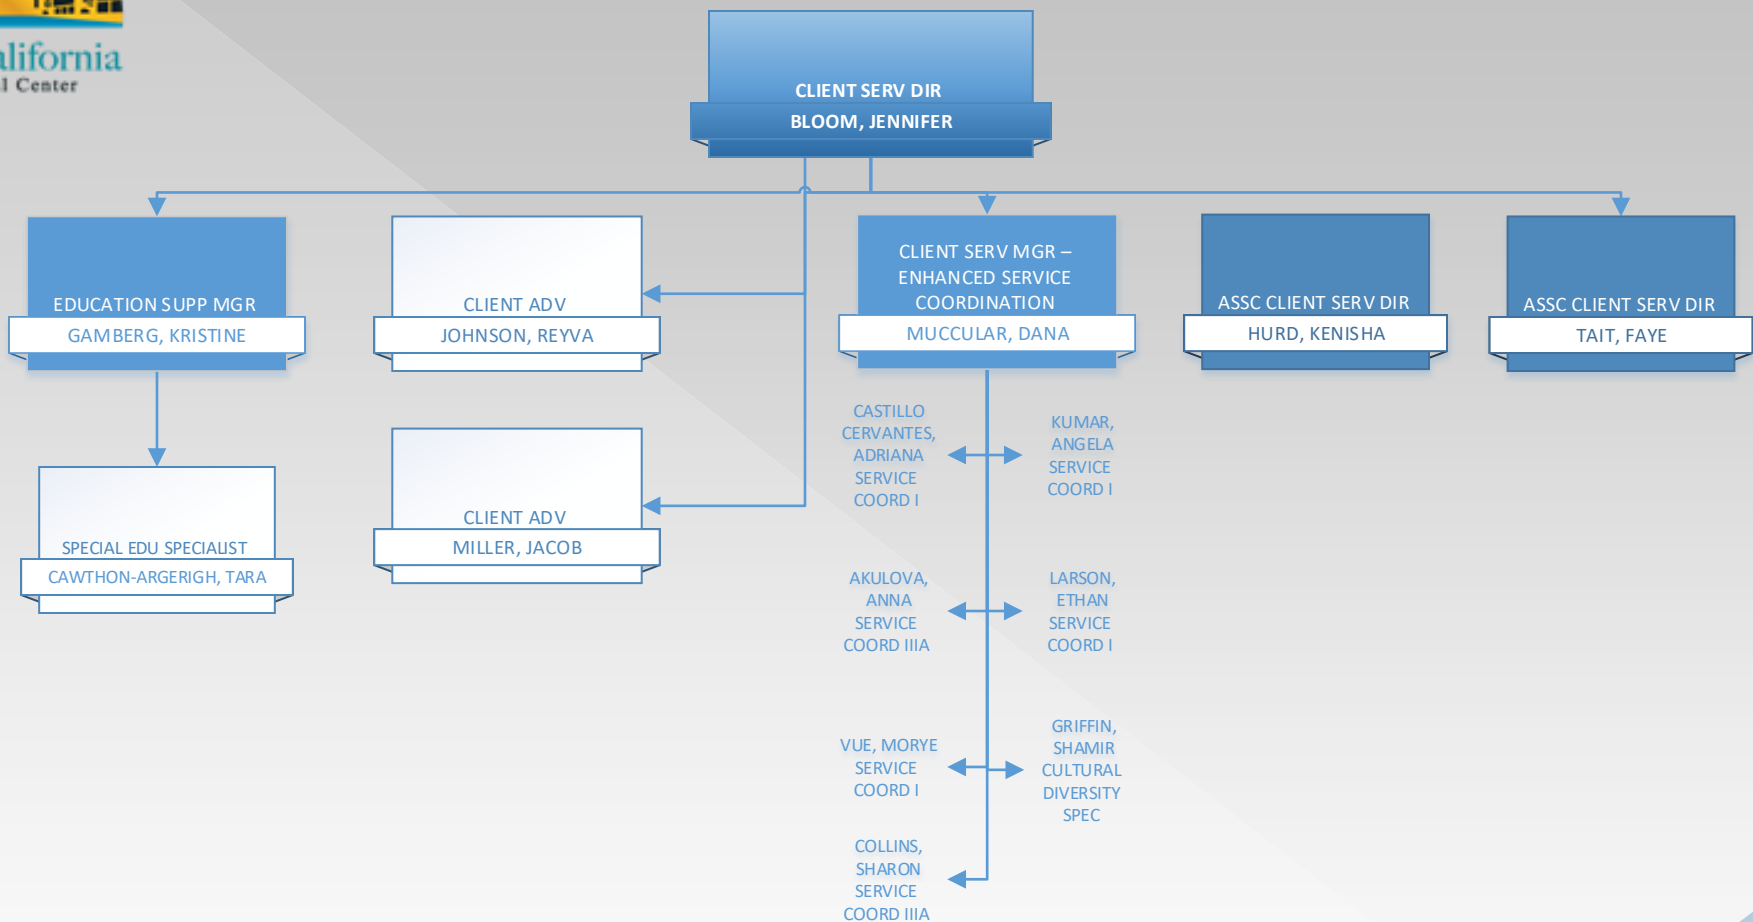 CLIENT SERV DIR
BLOOM, JENNIFER
EDUCATION SUPP MGR
GAMBERG, KRISTINE
CLIENT ADV
JOHNSON, REYVA
CLIENT SERV MGR –
ENHANCED SERVICE
COORDINATION
MUCCULAR, DANA
ASSC CLIENT SERV DIR
HURD, KENISHA
ASSC CLIENT SERV DIR
TAIT, FAYE
SPECIAL EDU SPECIALIST
CAWTHON-ARGERIGH, TARA
CLIENT ADV
MILLER, JACOB
CASTILLO
CERVANTES,
ADRIANA
SERVICE
COORD I
KUMAR,
ANGELA
SERVICE
COORD I
AKULOVA,
ANNA
SERVICE
COORD IIIA
LARSON,
ETHAN
SERVICE
COORD I
VUE, MORYE
SERVICE
COORD I
GRIFFIN,
SHAMIR
CULTURAL
DIVERSITY
SPEC
COLLINS,
SHARON
SERVICE
COORD IIIA
Center